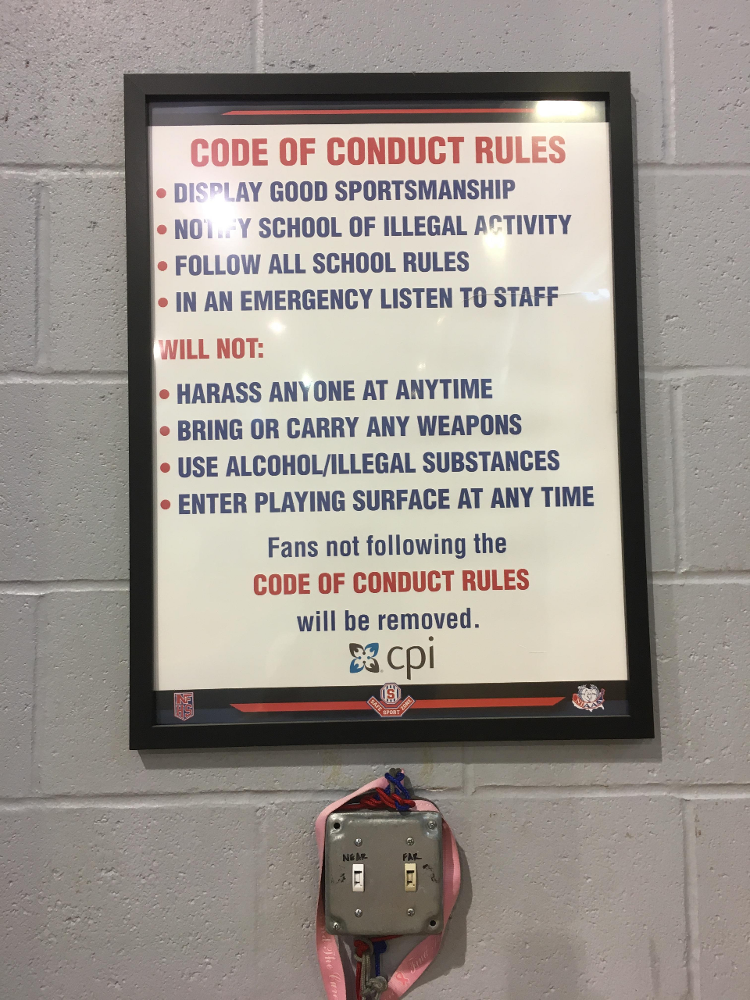 CODE OF CONDUCT RULES
• DISPLAY GOOD SPORTSMANSHIP
• NOTIFY SCHOOL OF ILLEGAL ACTIVITY
• FOLLOW ALL SCHOOL RULES
• IN AN EMERGENCY LISTEN TO STAFF
WILL NOT:
• HARASS ANYONE AT ANYTIME
• BRING OR CARRY ANY WEAPONS
• USE ALCOHOL/ILLEGAL SUBSTANCES
• ENTER PLAYING SURFACE AT ANY TIME
Fans not following the
CODE OF CONDUCT RULES
will be removed.
cpi
NFHS
S
SAFE SPORT ZONE
NEAR FAR